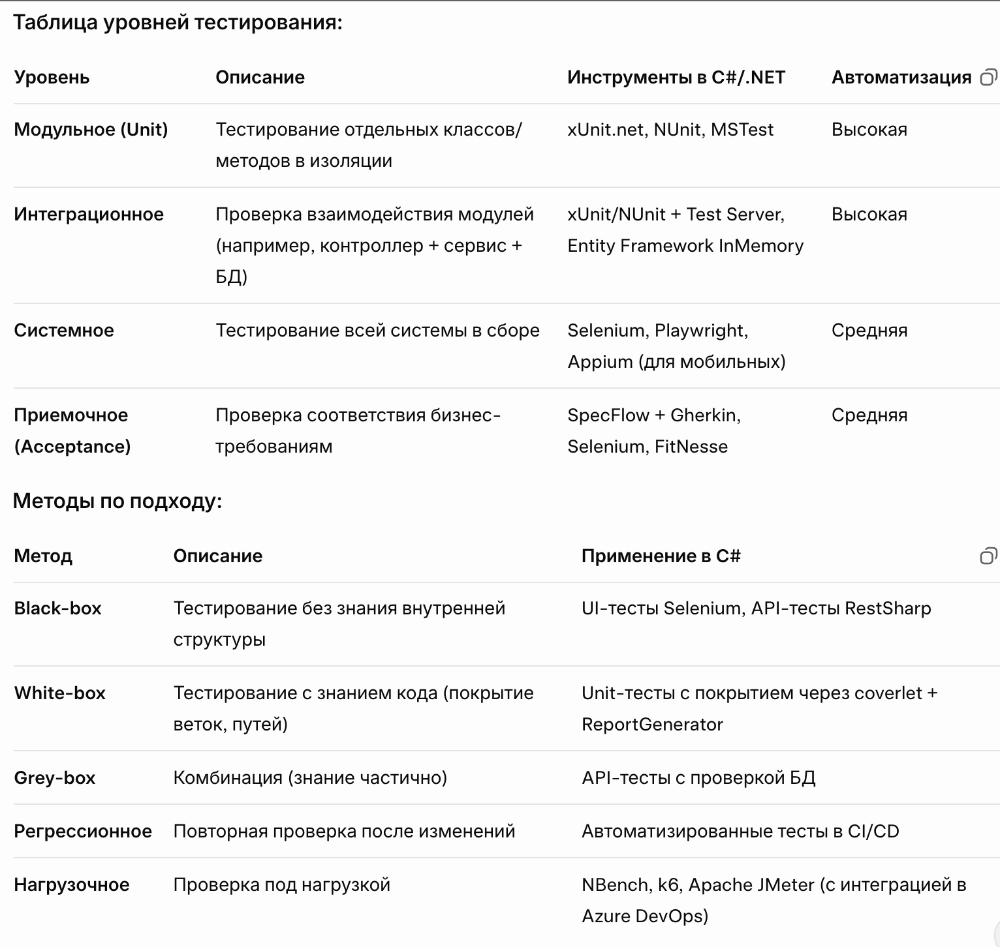 Таблица уровней тестирования:
Уровень Описание Инструменты в C#/.NET Автоматизация
Модульное (Unit) Тестирование отдельных классов/ xUnit.net, NUnit, MSTest Высокая
методов в изоляции
Интеграционное Проверка взаимодействия модулей xUnit/NUnit + Test Server, Высокая
(например, контроллер + сервис + Entity Framework InMemory
БД)
Системное Тестирование всей системы в сборе Selenium, Playwright, Средняя
Appium (для мобильных)
Приемочное Проверка соответствия бизнес- SpecFlow + Gherkin, Средняя
(Acceptance) требованиям Selenium, FitNesse
Методы по подходу:
Метод Описание Применение в C#
Black-box Тестирование без знания внутренней UI-тесты Selenium, API-тесты RestSharp
структуры
White-box Тестирование с знанием кода (покрытие Unit-тесты с покрытием через coverlet +
веток, путей) ReportGenerator
Grey-box Комбинация (знание частично) API-тесты с проверкой БД
Регрессионное Повторная проверка после изменений Автоматизированные тесты в CI/CD
Нагрузочное Проверка под нагрузкой NBench, k6, Apache JMeter (с интеграцией в
Azure DevOps)